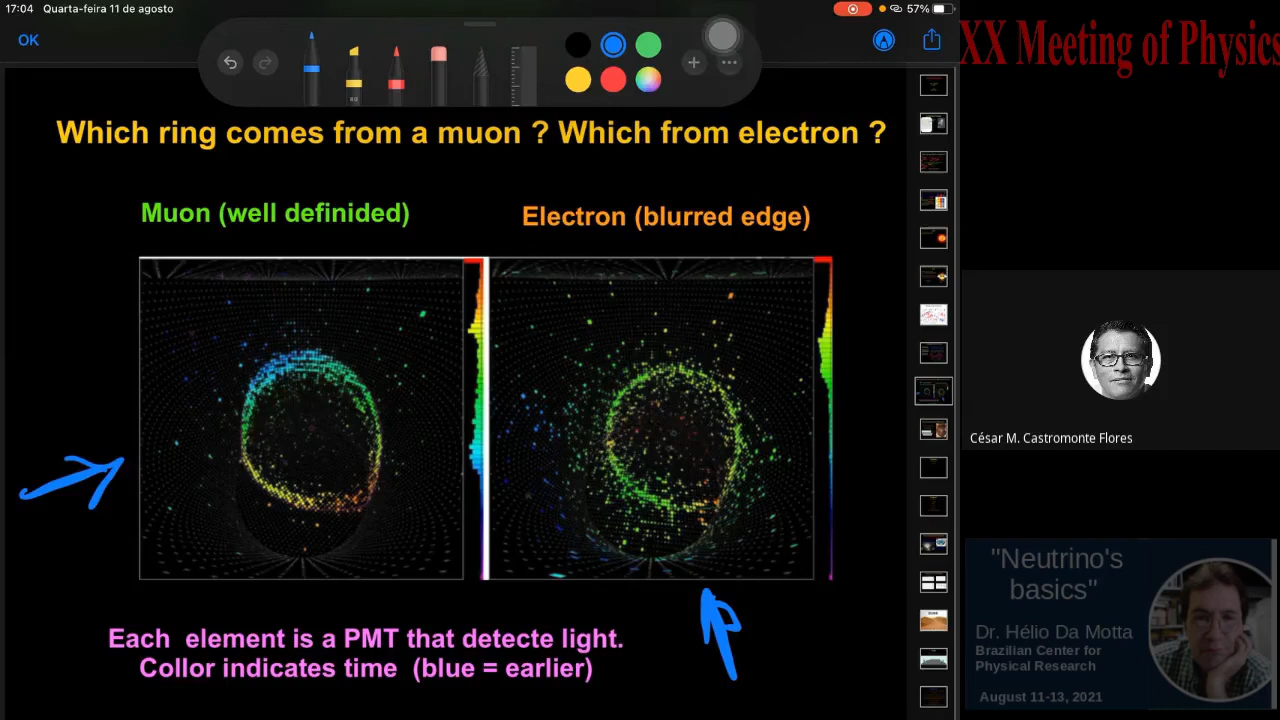 17:04 Quarta-feira 11 de agosto
57%
OK
80
XX Meeting of Physics
Which ring comes from a muon ? Which from electron ?
Muon (well definided)
Electron (blurred edge)
Each element is a PMT that detecte light.
Collor indicates time (blue = earlier)
César M. Castromonte Flores
"Neutrino's
basics"
Dr. Hélio Da Motta
Brazilian Center for
Physical Research
August 11-13, 2021